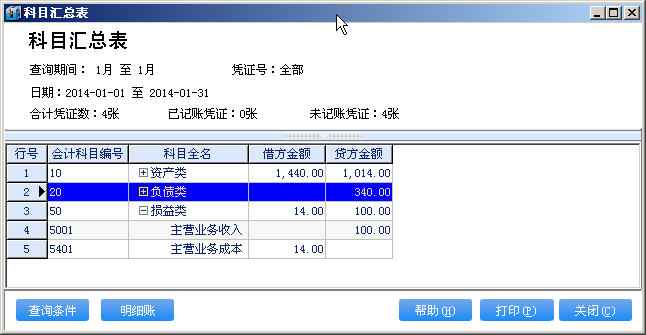 科目汇总表
科目汇总表
查询期间： 1月 至 1月 凭证号：全部
日期：2014-01-01 至 2014-01-31
合计凭证数：4张 已记账凭证：0张 未记账凭证：4张
行号 会计科目编号 科目全名 借方金额 贷方金额
1 10 资产类 1,440.00 1,014.00
2 20 负债类 340.00
3 50 损益类 14.00 100.00
4 5001 主营业务收入 100.00
5 5401 主营业务成本 14.00
查询条件 明细账 帮助(H) 打印(P) 关闭(C)